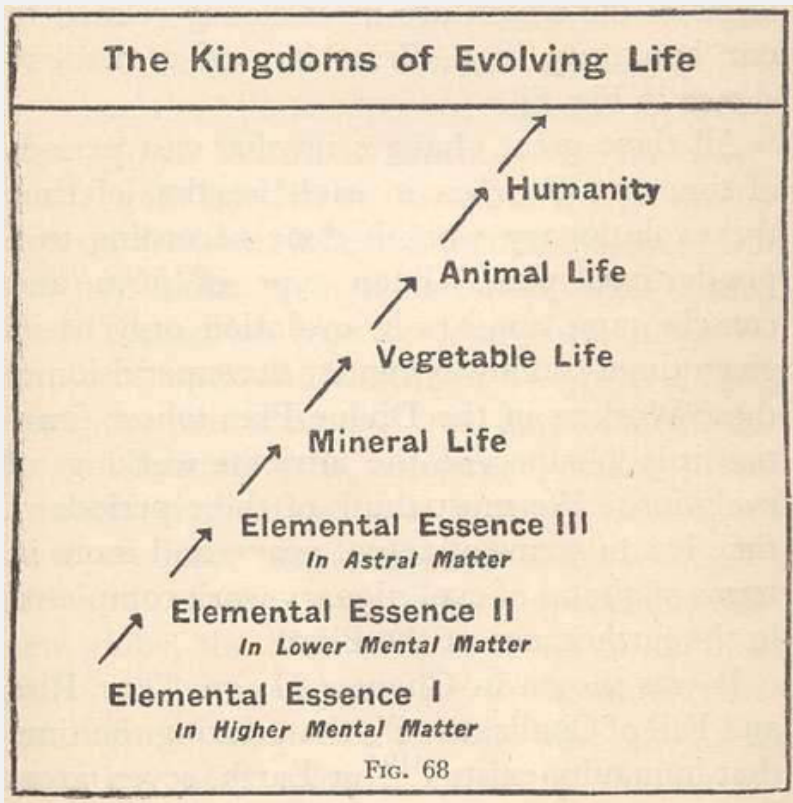 The Kingdoms of Evolving Life
Humanity
Animal Life
Vegetable Life
Mineral Life
Elemental Essence III
In Astral Matter
Elemental Essence II
In Lower Mental Matter
Elemental Essence I
In Higher Mental Matter
FIG. 68